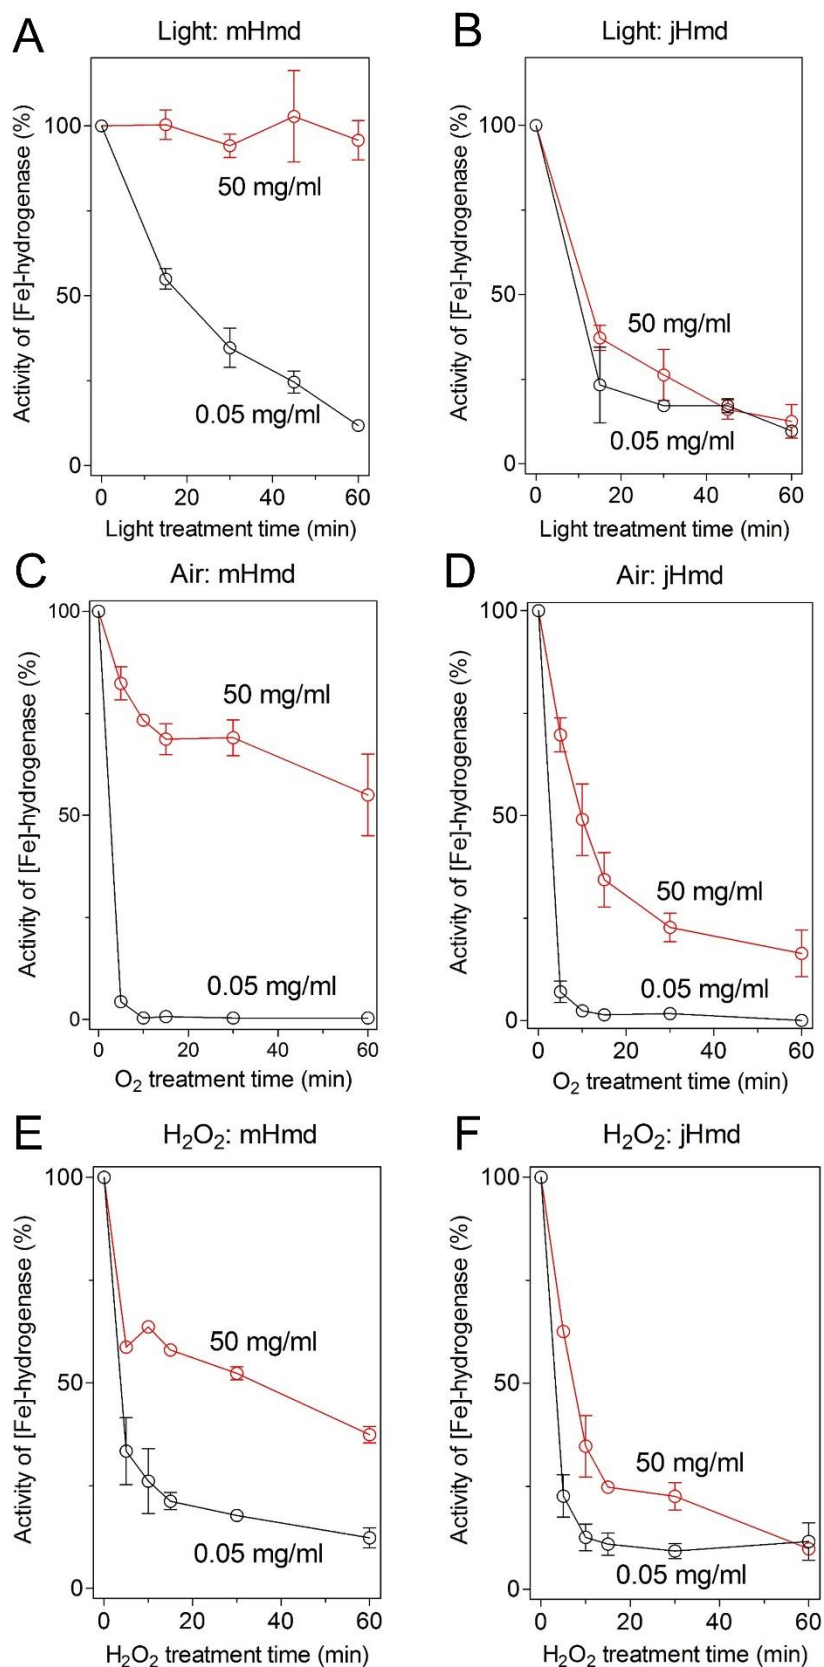 A
Light: mHmd
Activity of [Fe]-hydrogenase (%)
100
50
0
50 mg/ml
0.05 mg/ml
0 20 40 60
Light treatment time (min)
B
Light: jHmd
Activity of [Fe]-hydrogenase (%)
100
50
0
50 mg/ml
0.05 mg/ml
0 20 40 60
Light treatment time (min)
C
Air: mHmd
Activity of [Fe]-hydrogenase (%)
100
50
0
50 mg/ml
0.05 mg/ml
0 20 40 60
O₂ treatment time (min)
D
Air: jHmd
Activity of [Fe]-hydrogenase (%)
100
50
0
50 mg/ml
0.05 mg/ml
0 20 40 60
O₂ treatment time (min)
E
H₂O₂: mHmd
Activity of [Fe]-hydrogenase (%)
100
50
0
50 mg/ml
0.05 mg/ml
0 20 40 60
H₂O₂ treatment time (min)
F
H₂O₂: jHmd
Activity of [Fe]-hydrogenase (%)
100
50
0
50 mg/ml
0.05 mg/ml
0 20 40 60
H₂O₂ treatment time (min)